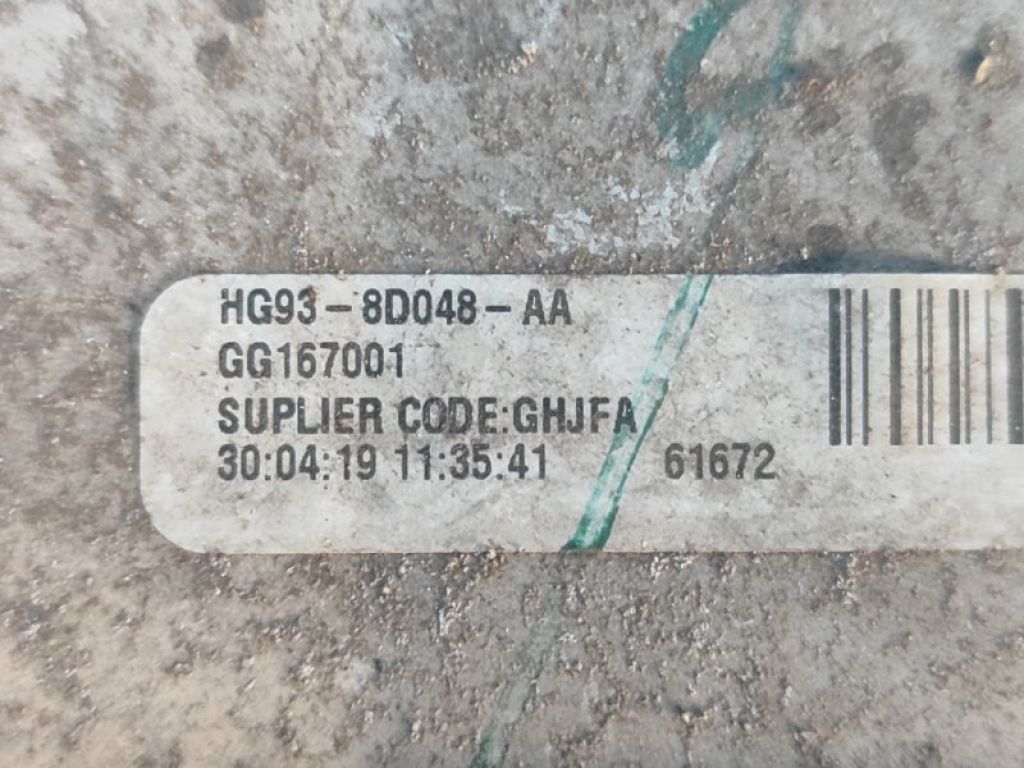 HG93-8D048-AA
GG167001
SUPLIER CODE:GHJFA
30:04:19 11:35:41 61672